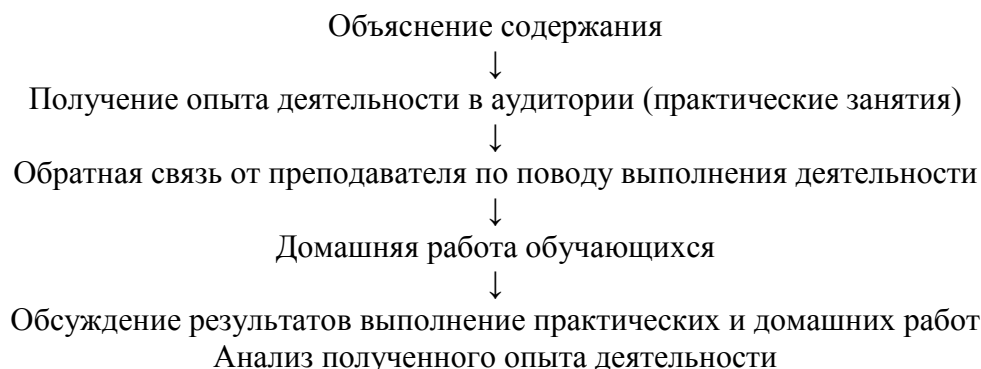 Объяснение содержания
↓
Получение опыта деятельности в аудитории (практические занятия)
↓
Обратная связь от преподавателя по поводу выполнения деятельности
↓
Домашняя работа обучающихся
↓
Обсуждение результатов выполнение практических и домашних работ
Анализ полученного опыта деятельности